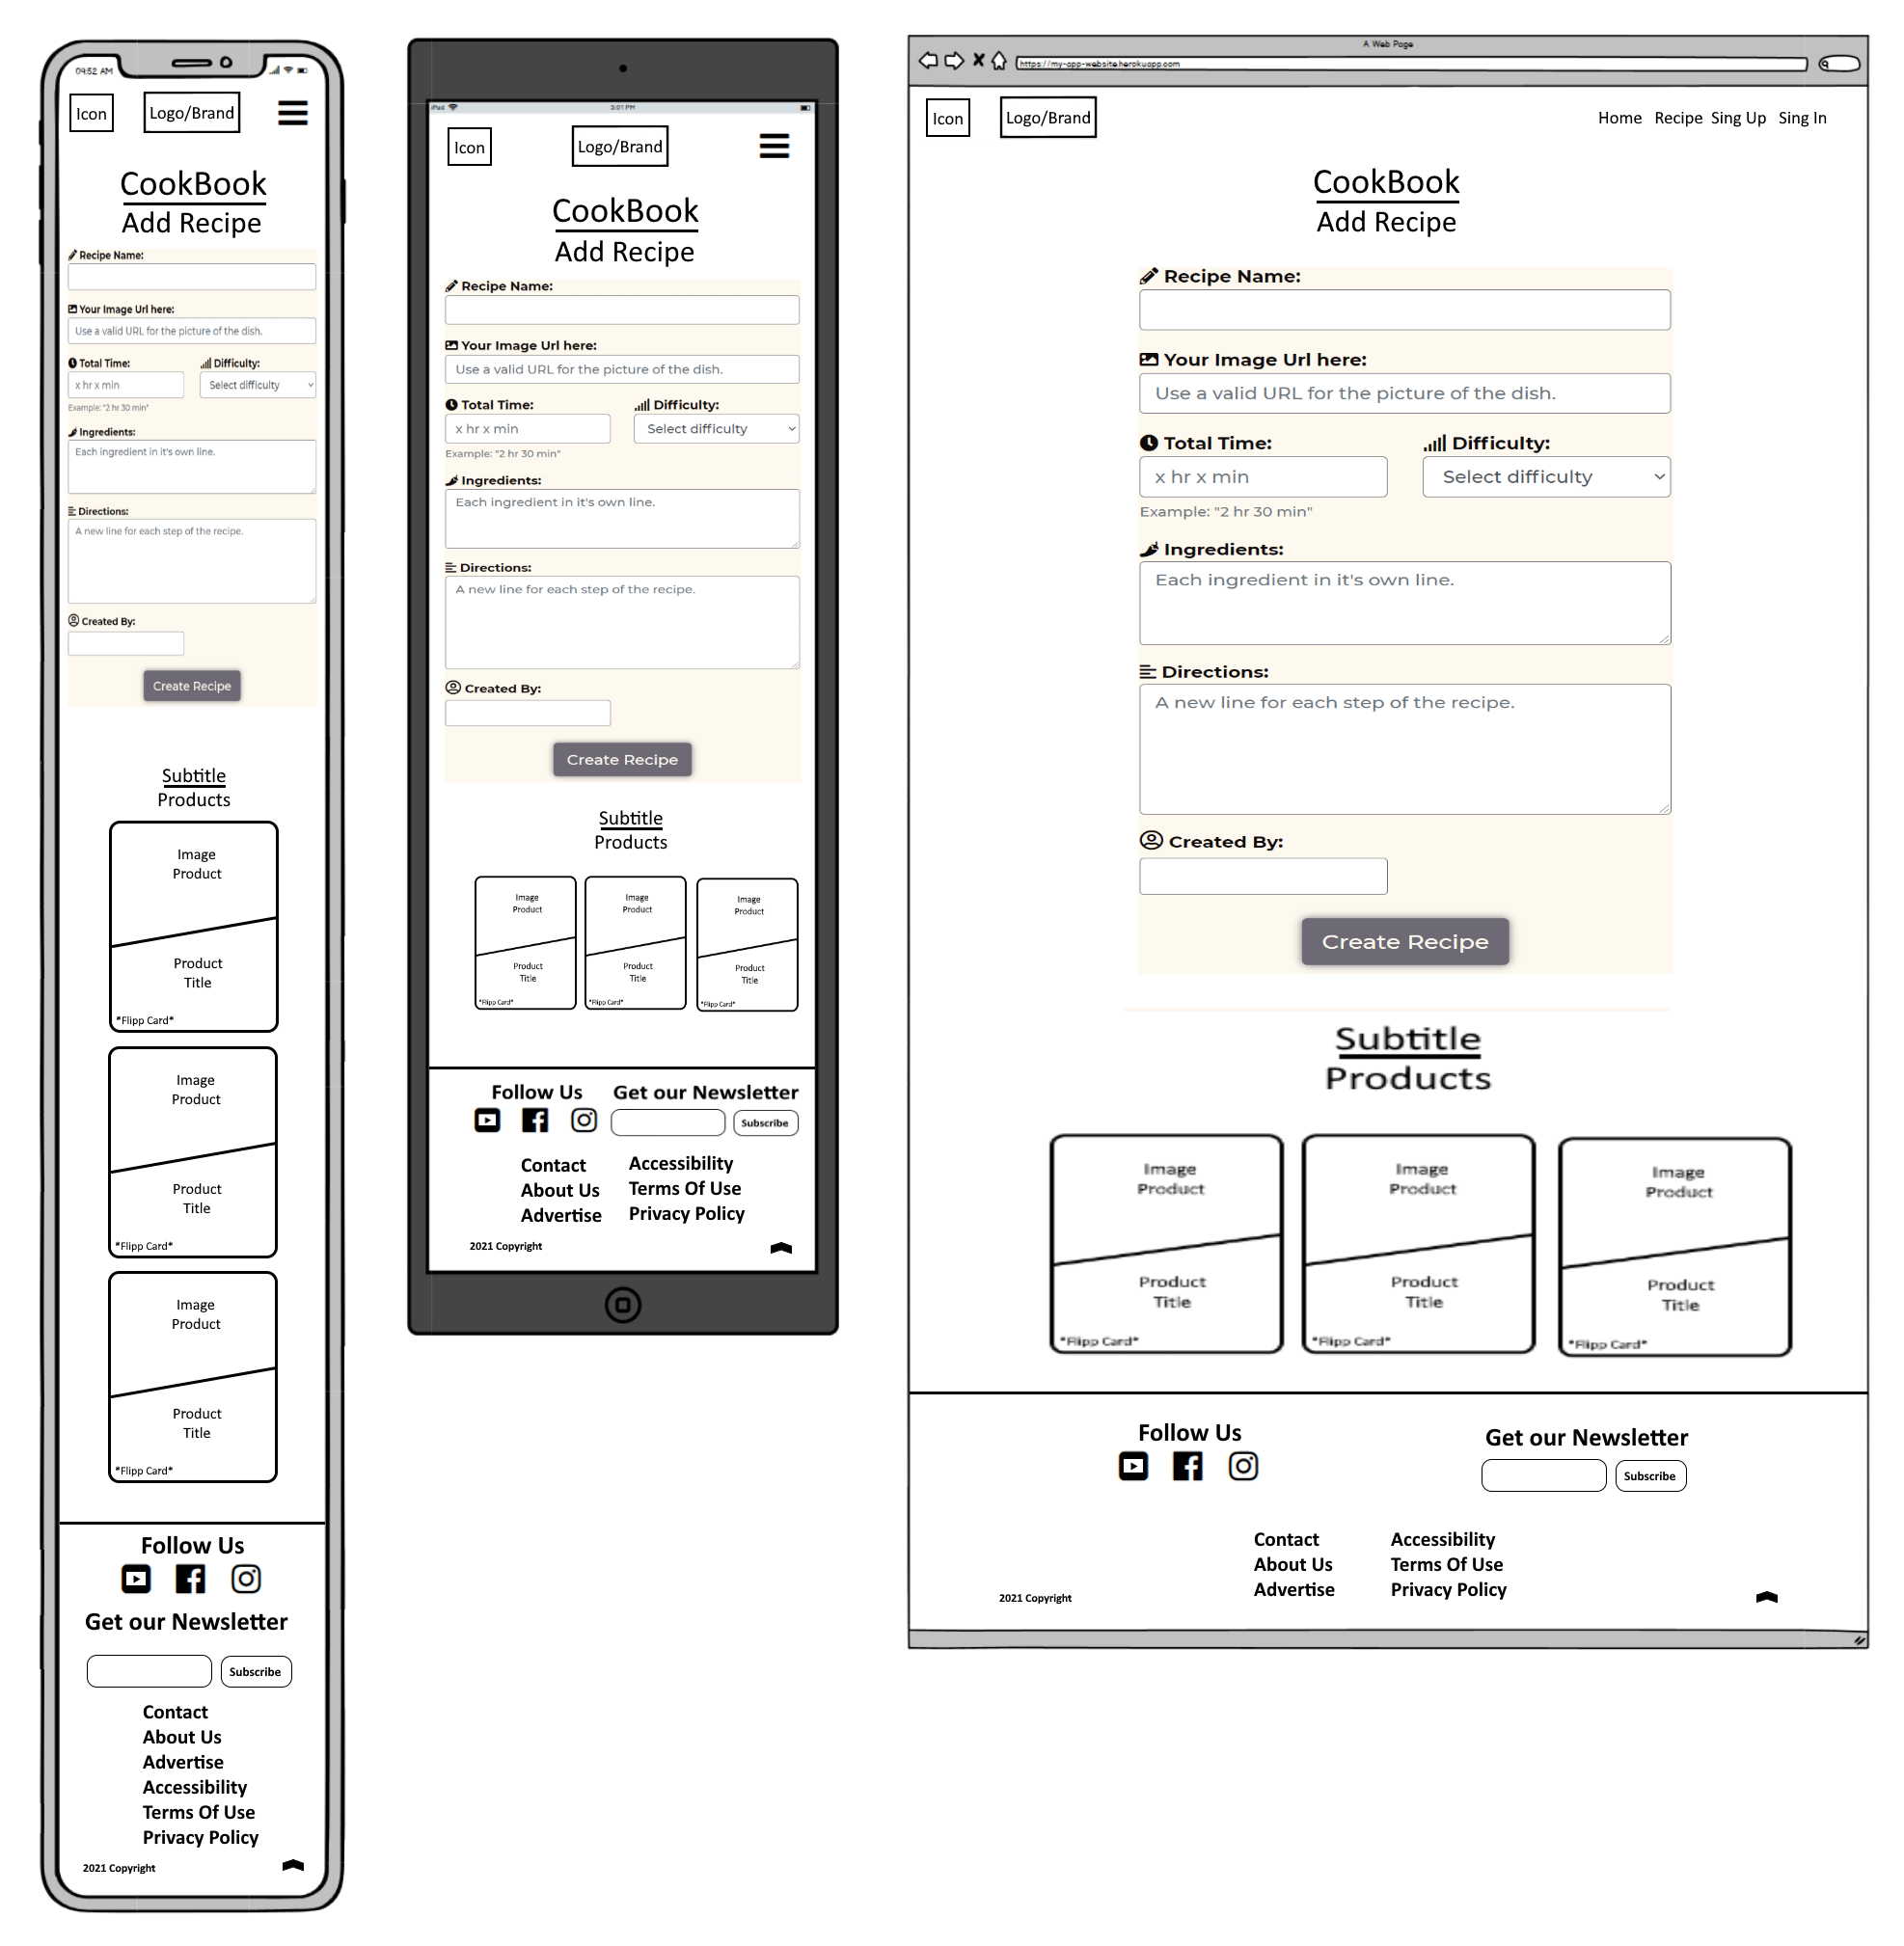 09:52 AM
Icon
Logo/Brand
CookBook
Add Recipe
Recipe Name:
Your Image Url here:
Use a valid URL for the picture of the dish.
Total Time:
Difficulty:
x hr x min
Select difficulty
Example: "2 hr 30 min"
Ingredients:
Each ingredient in it's own line.
Directions:
A new line for each step of the recipe.
Created By:
Create Recipe
Subtitle
Products
Image
Product
Product
Title
*Flipp Card*
Image
Product
Product
Title
*Flipp Card*
Image
Product
Product
Title
*Flipp Card*
Follow Us
Get our Newsletter
Subscribe
Contact
About Us
Advertise
Accessibility
Terms Of Use
Privacy Policy
2021 Copyright
iPad
3:01 PM
Icon
Logo/Brand
CookBook
Add Recipe
Recipe Name:
Your Image Url here:
Use a valid URL for the picture of the dish.
Total Time:
Difficulty:
x hr x min
Select difficulty
Example: "2 hr 30 min"
Ingredients:
Each ingredient in it's own line.
Directions:
A new line for each step of the recipe.
Created By:
Create Recipe
Subtitle
Products
Image
Product
Product
Title
*Flipp Card*
Image
Product
Product
Title
*Flipp Card*
Image
Product
Product
Title
*Flipp Card*
Follow Us
Get our Newsletter
Subscribe
Contact
About Us
Advertise
Accessibility
Terms Of Use
Privacy Policy
2021 Copyright
A Web Page
https://my-app-website.herokuapp.com
Icon
Logo/Brand
Home Recipe Sing Up Sing In
CookBook
Add Recipe
Recipe Name:
Your Image Url here:
Use a valid URL for the picture of the dish.
Total Time:
Difficulty:
x hr x min
Select difficulty
Example: "2 hr 30 min"
Ingredients:
Each ingredient in it's own line.
Directions:
A new line for each step of the recipe.
Created By:
Create Recipe
Subtitle
Products
Image
Product
Product
Title
*Flipp Card*
Image
Product
Product
Title
*Flipp Card*
Image
Product
Product
Title
*Flipp Card*
Follow Us
Get our Newsletter
Subscribe
Contact
About Us
Advertise
Accessibility
Terms Of Use
Privacy Policy
2021 Copyright